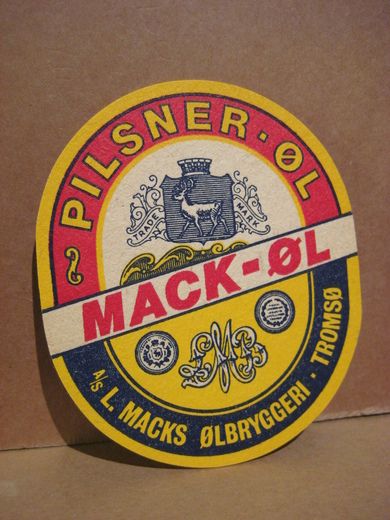 PILSNER·ØL
TRADE MARK
MACK-ØL
A/S L. MACKS ØLBRYGGERI · TROMSØ